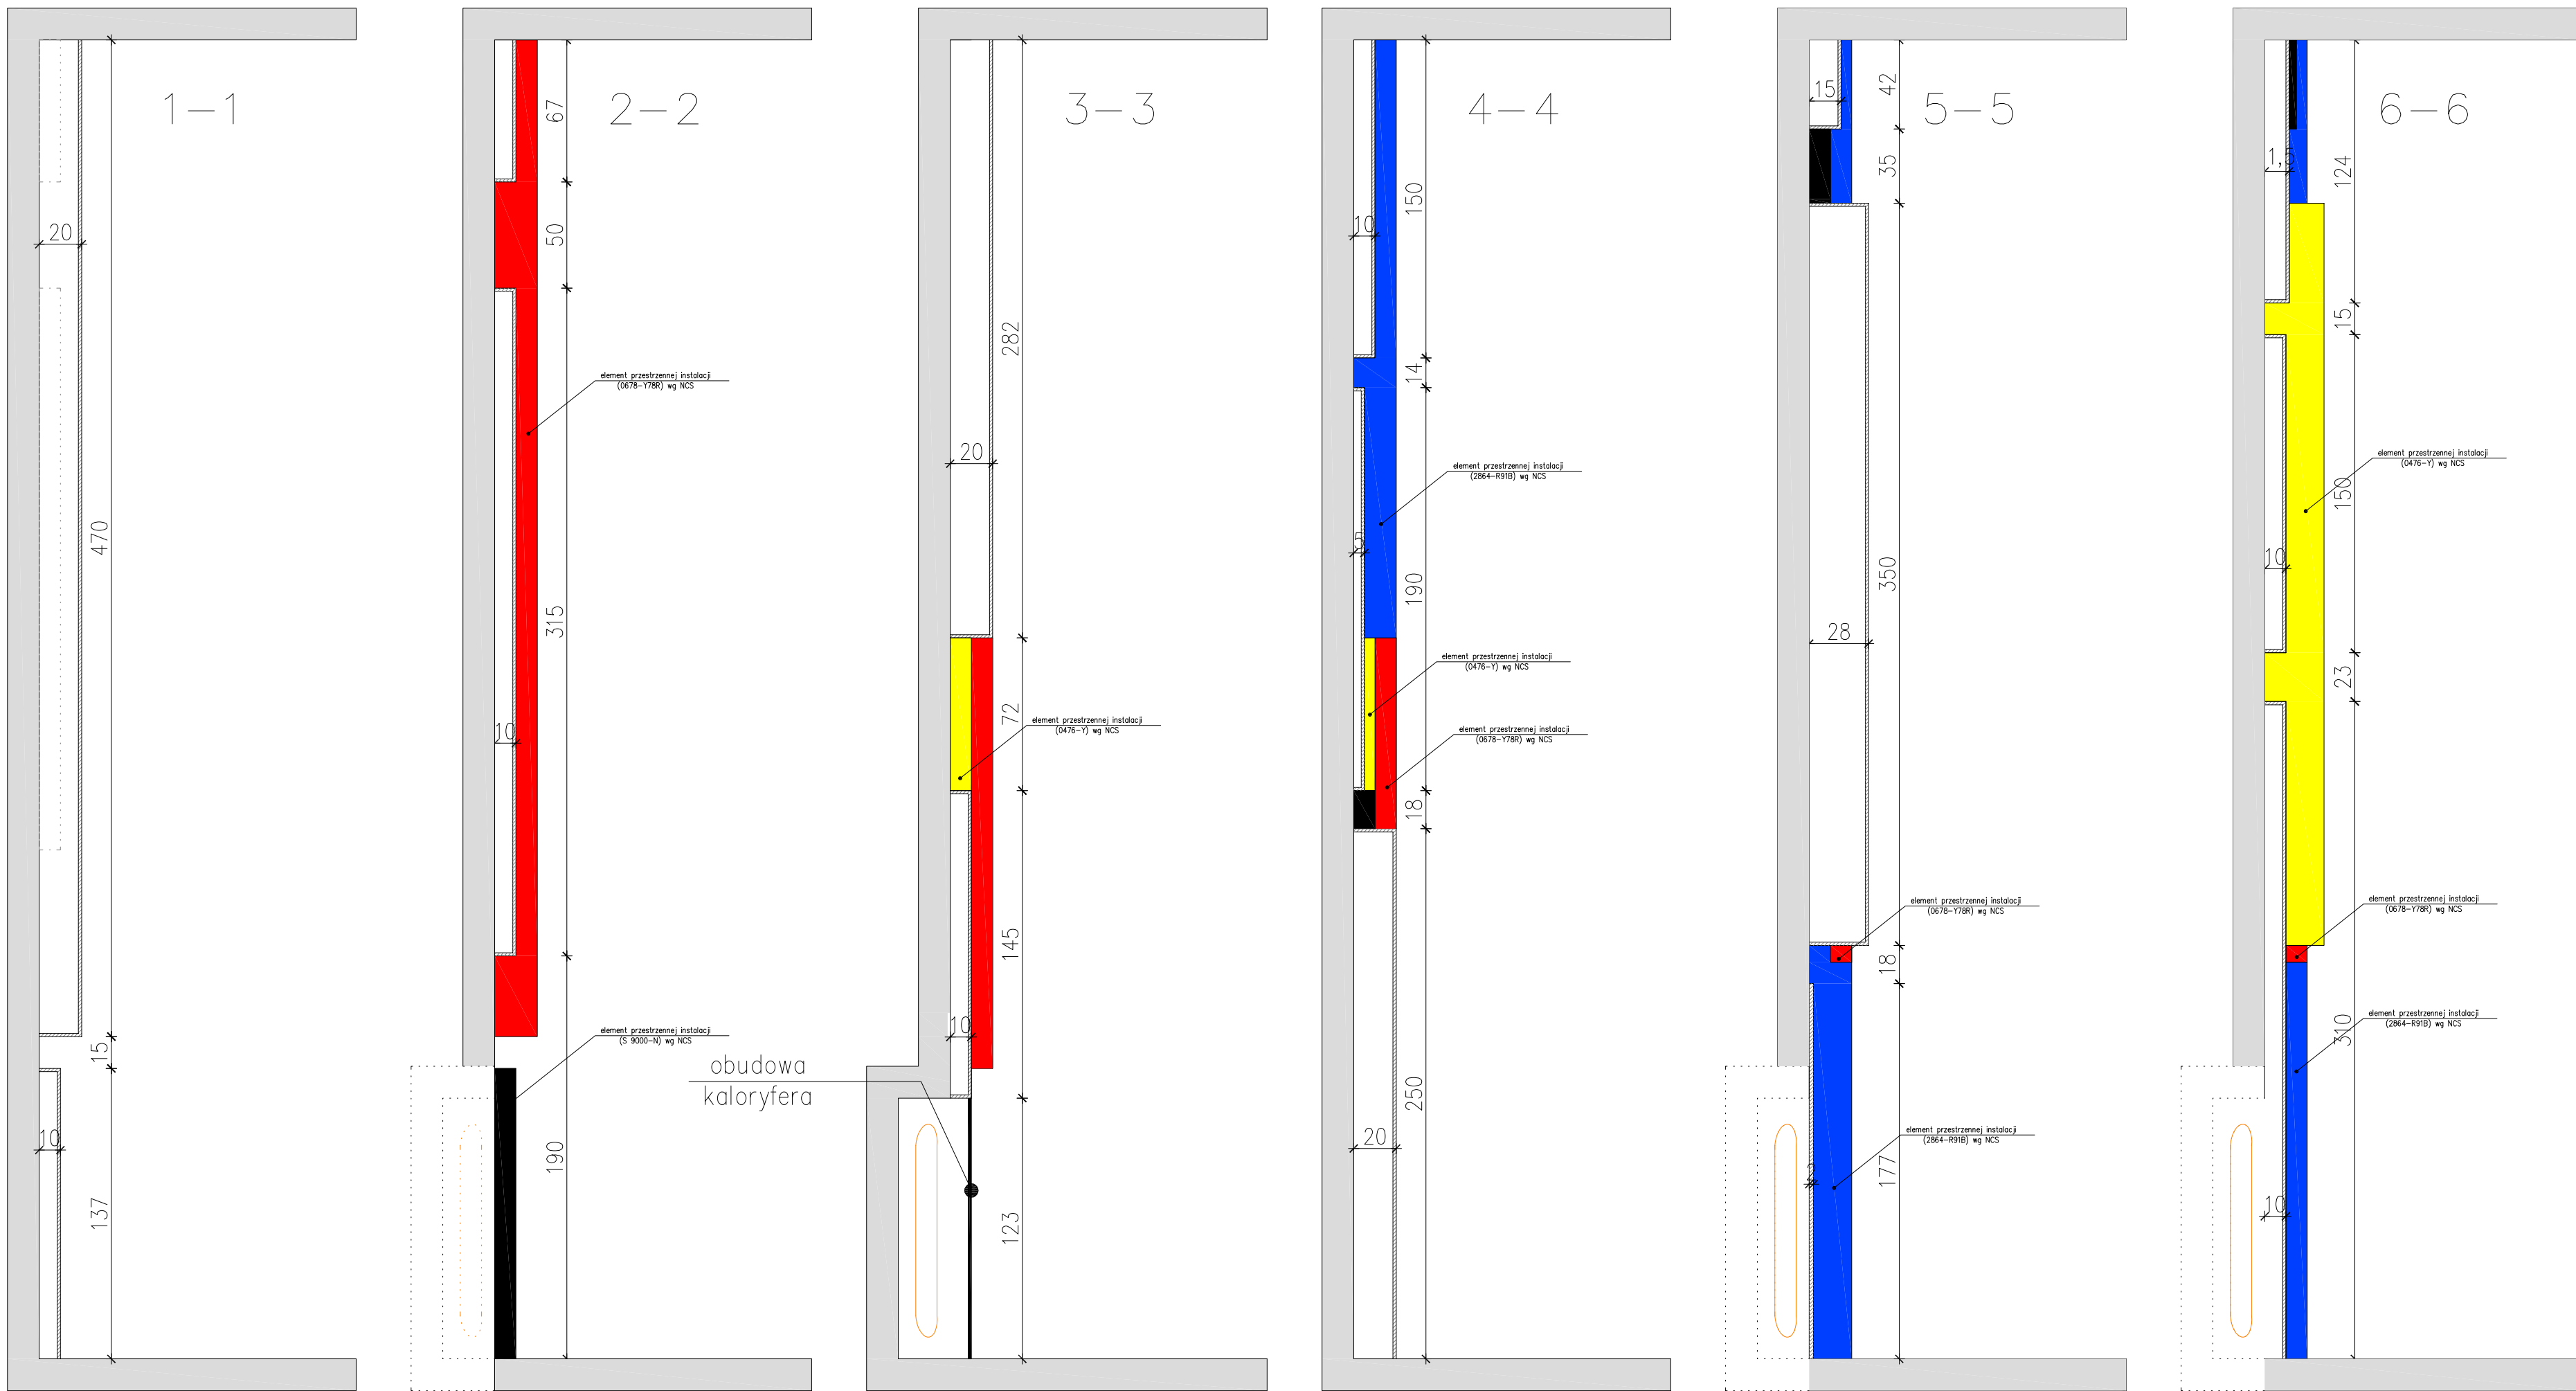 1-1
20
470
15
10
137
2-2
67
50
element przestrzennej instalacji
(0678-Y78R) wg NCS
315
10
element przestrzennej instalacji
(S 9000-N) wg NCS
190
3-3
282
20
72
element przestrzennej instalacji
(0476-Y) wg NCS
145
10
obudowa
kaloryfera
123
4-4
150
10
14
element przestrzennej instalacji
(2864-R91B) wg NCS
5
190
element przestrzennej instalacji
(0476-Y) wg NCS
element przestrzennej instalacji
(0678-Y78R) wg NCS
18
250
20
5-5
42
15
35
350
28
element przestrzennej instalacji
(0678-Y78R) wg NCS
18
element przestrzennej instalacji
(2864-R91B) wg NCS
177
2
6-6
124
1,5
15
element przestrzennej instalacji
(0476-Y) wg NCS
150
10
23
element przestrzennej instalacji
(0678-Y78R) wg NCS
element przestrzennej instalacji
(2864-R91B) wg NCS
310
10